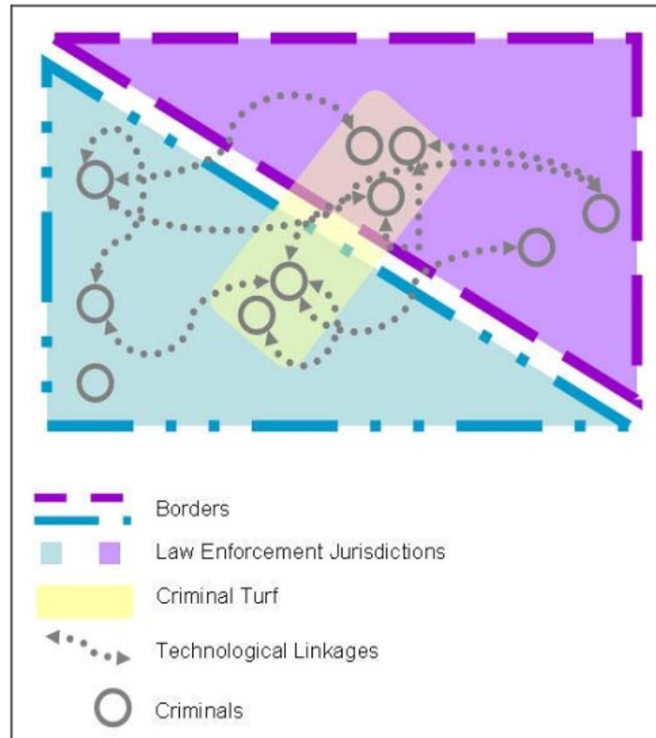 Borders
Law Enforcement Jurisdictions
Criminal Turf
Technological Linkages
Criminals